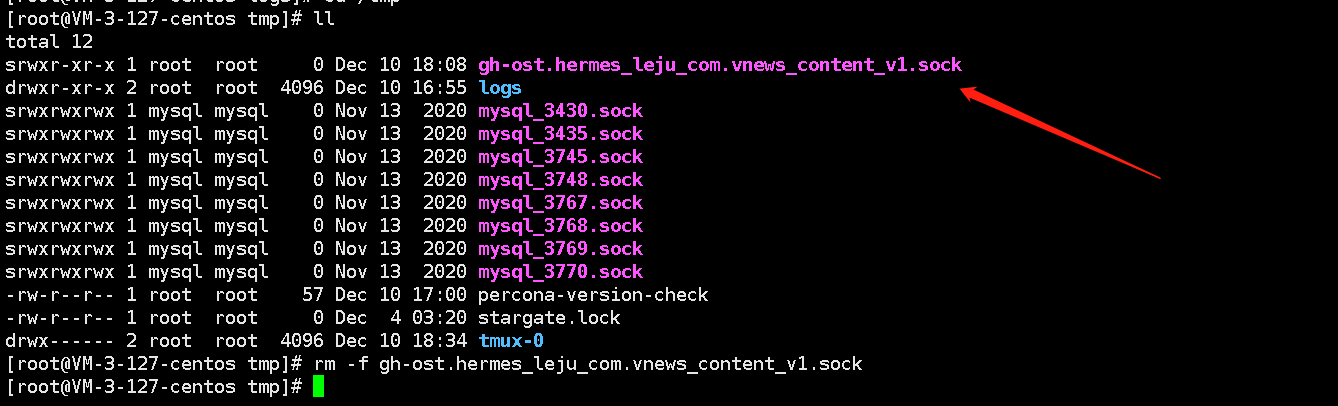 [root@VM-3-127-centos tmp]# ll
total 12
srwxr-xr-x 1 root  root     0 Dec 10 18:08 gh-ost.hermes_leju_com.vnews_content_v1.sock
drwxr-xr-x 2 root  root  4096 Dec 10 16:55 logs
srwxrwxrwx 1 mysql mysql    0 Nov 13  2020 mysql_3430.sock
srwxrwxrwx 1 mysql mysql    0 Nov 13  2020 mysql_3435.sock
srwxrwxrwx 1 mysql mysql    0 Nov 13  2020 mysql_3745.sock
srwxrwxrwx 1 mysql mysql    0 Nov 13  2020 mysql_3748.sock
srwxrwxrwx 1 mysql mysql    0 Nov 13  2020 mysql_3767.sock
srwxrwxrwx 1 mysql mysql    0 Nov 13  2020 mysql_3768.sock
srwxrwxrwx 1 mysql mysql    0 Nov 13  2020 mysql_3769.sock
srwxrwxrwx 1 mysql mysql    0 Nov 13  2020 mysql_3770.sock
-rw-r--r-- 1 root  root    57 Dec 10 17:00 percona-version-check
-rw-r--r-- 1 root  root     0 Dec  4 03:20 stargate.lock
drwx------ 2 root  root  4096 Dec 10 18:34 tmux-0
[root@VM-3-127-centos tmp]# rm -f gh-ost.hermes_leju_com.vnews_content_v1.sock
[root@VM-3-127-centos tmp]#